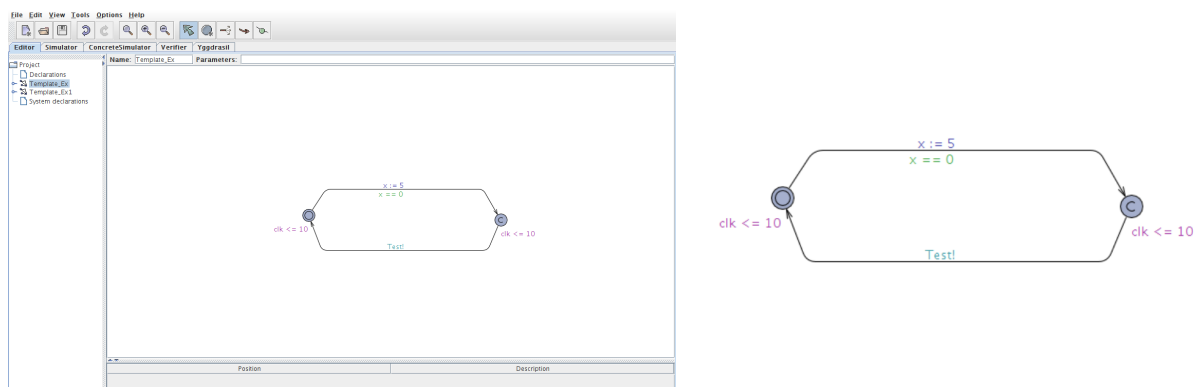 File Edit View Tools Options Help
Editor Simulator ConcreteSimulator Verifier Yggdrasil
Name: Template_Ex Parameters:
Project
Declarations
Template_Ex
Template_Ex1
System declarations
x := 5
x == 0
clk <= 10
C
clk <= 10
Test!
Position Description
x := 5
x == 0
clk <= 10
C
clk <= 10
Test!